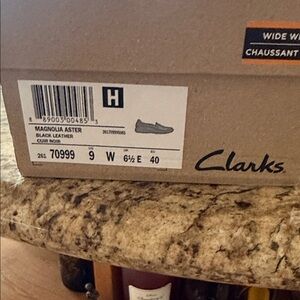 WIDE WI
CHAUSSANT
H
8 89003 00485 3
MAGNOLIA ASTER
BLACK LEATHER
CUIR NOIR
261 70999 9 W 6½ E 40
Clarks